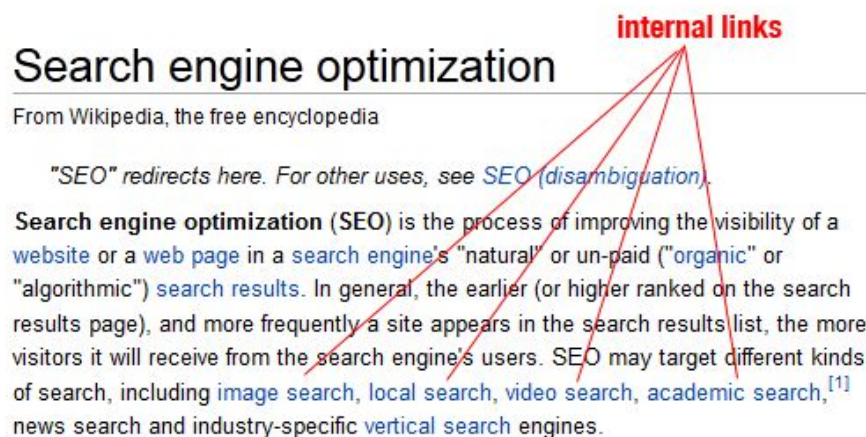 internal links
Search engine optimization
From Wikipedia, the free encyclopedia
"SEO" redirects here. For other uses, see SEO (disambiguation).
Search engine optimization (SEO) is the process of improving the visibility of a
website or a web page in a search engine's "natural" or un-paid ("organic" or
"algorithmic") search results. In general, the earlier (or higher ranked on the search
results page), and more frequently a site appears in the search results list, the more
visitors it will receive from the search engine's users. SEO may target different kinds
of search, including image search, local search, video search, academic search,[1]
news search and industry-specific vertical search engines.